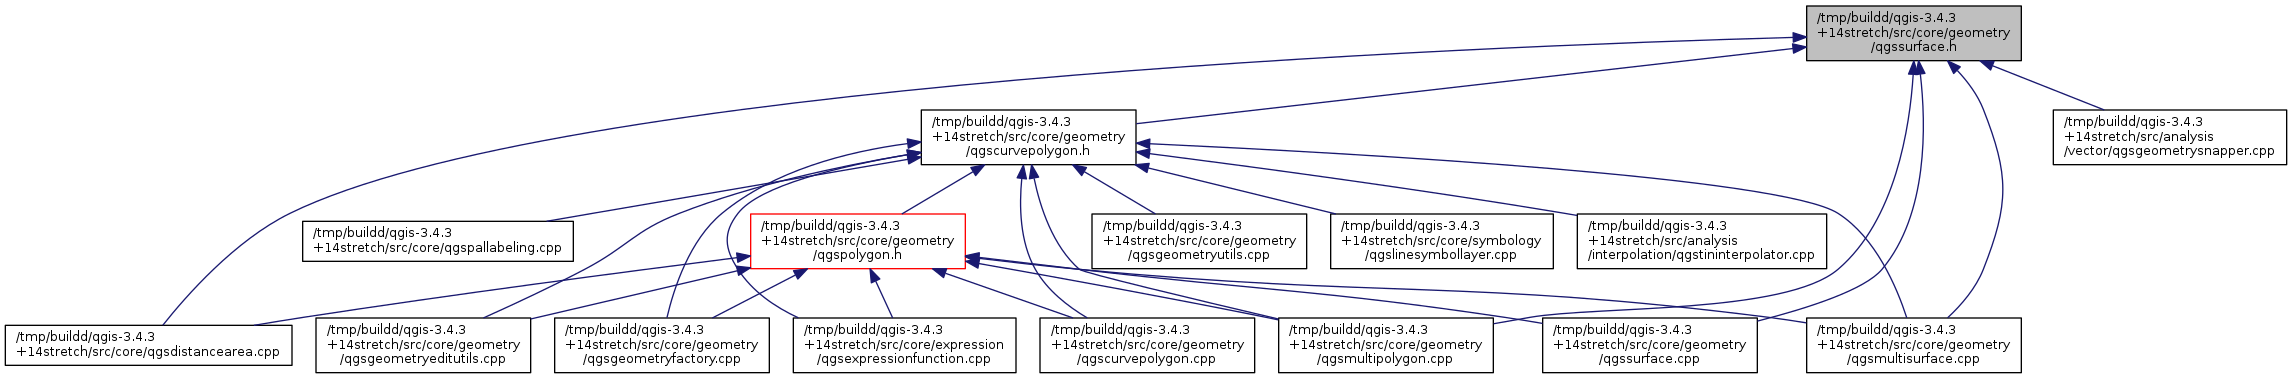 /tmp/buildd/qgis-3.4.3
+14stretch/src/core/geometry
/qgssurface.h
/tmp/buildd/qgis-3.4.3
+14stretch/src/core/geometry
/qgscurvepolygon.h
/tmp/buildd/qgis-3.4.3
+14stretch/src/analysis
/vector/qgsgeometrysnapper.cpp
/tmp/buildd/qgis-3.4.3
+14stretch/src/core/qgspallabeling.cpp
/tmp/buildd/qgis-3.4.3
+14stretch/src/core/geometry
/qgspolygon.h
/tmp/buildd/qgis-3.4.3
+14stretch/src/core/geometry
/qgsgeometryutils.cpp
/tmp/buildd/qgis-3.4.3
+14stretch/src/core/symbology
/qgslinesymbollayer.cpp
/tmp/buildd/qgis-3.4.3
+14stretch/src/analysis
/interpolation/qgstininterpolator.cpp
/tmp/buildd/qgis-3.4.3
+14stretch/src/core/qgsdistancearea.cpp
/tmp/buildd/qgis-3.4.3
+14stretch/src/core/geometry
/qgsgeometryeditutils.cpp
/tmp/buildd/qgis-3.4.3
+14stretch/src/core/geometry
/qgsgeometryfactory.cpp
/tmp/buildd/qgis-3.4.3
+14stretch/src/core/expression
/qgsexpressionfunction.cpp
/tmp/buildd/qgis-3.4.3
+14stretch/src/core/geometry
/qgscurvepolygon.cpp
/tmp/buildd/qgis-3.4.3
+14stretch/src/core/geometry
/qgsmultipolygon.cpp
/tmp/buildd/qgis-3.4.3
+14stretch/src/core/geometry
/qgssurface.cpp
/tmp/buildd/qgis-3.4.3
+14stretch/src/core/geometry
/qgsmultisurface.cpp